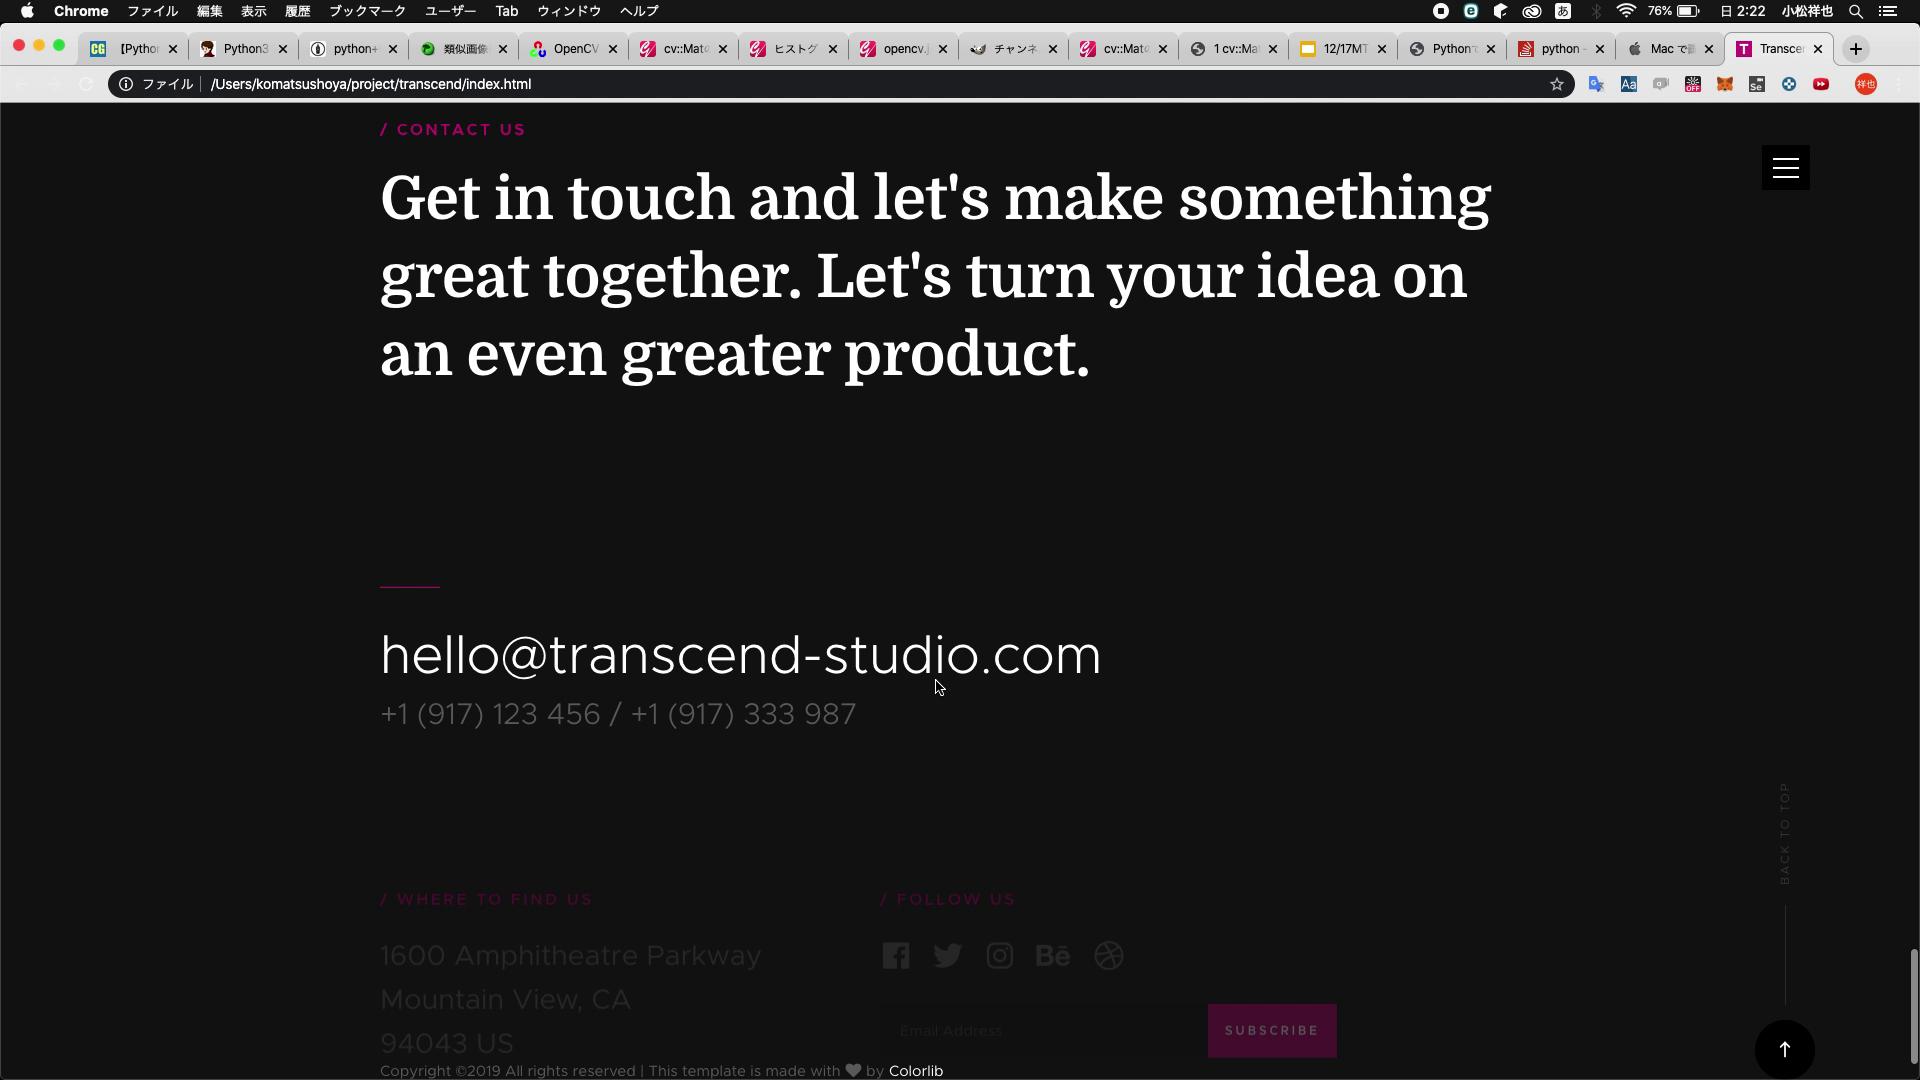 Chrome ファイル 編集 表示 履歴 ブックマーク ユーザー Tab ウィンドウ ヘルプ 76% 日 2:22 小松祥也
【Pytho Python3 python+ 類似画像 OpenCV cv::Mat ヒストグ opencv. チャンネ cv::Mat 1 cv::Ma 12/17MT Python python - Mac で Transce
ファイル /Users/komatsushoya/project/transcend/index.html
/ CONTACT US
Get in touch and let's make something
great together. Let's turn your idea on
an even greater product.
hello@transcend-studio.com
+1 (917) 123 456 / +1 (917) 333 987
BACK TO TOP
/ WHERE TO FIND US
1600 Amphitheatre Parkway
Mountain View, CA
94043 US
/ FOLLOW US
Bē
Email Address SUBSCRIBE
Copyright ©2019 All rights reserved | This template is made with ♥ by Colorlib